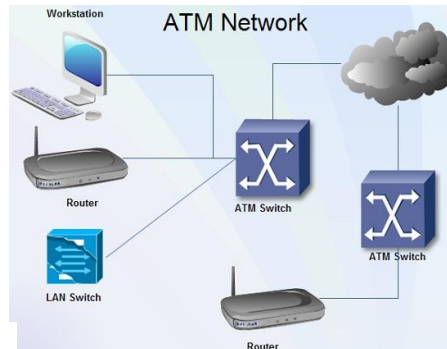 Workstation
ATM Network
Router
ATM Switch
LAN Switch
ATM Switch
Router